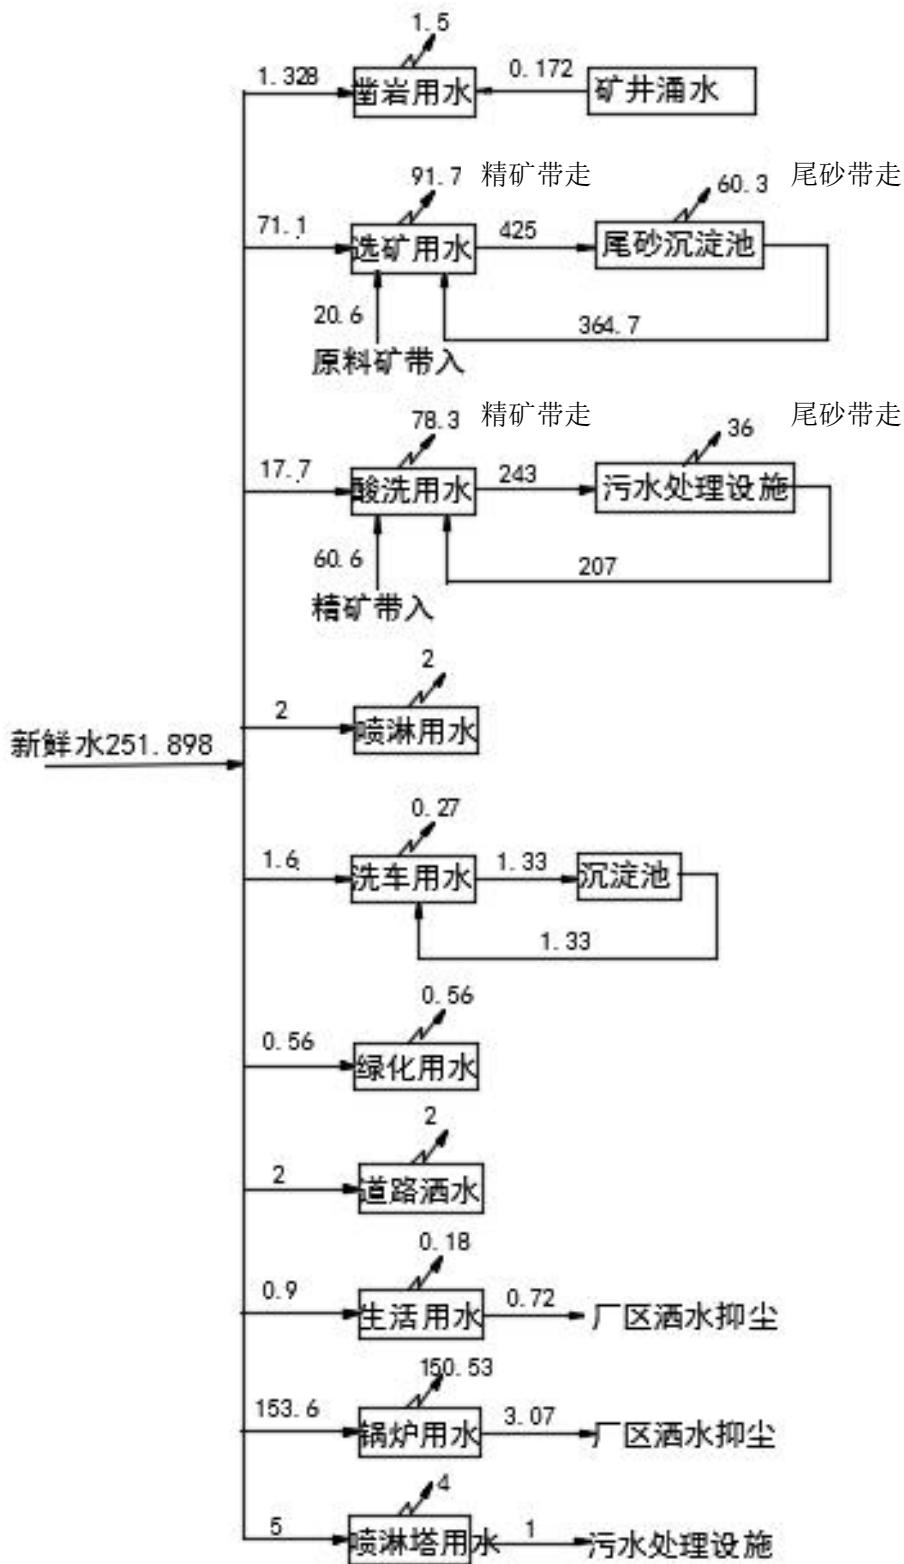 1.5
1.328
凿岩用水
0.172
矿井涌水
91.7 精矿带走
60.3 尾砂带走
71.1
选矿用水
425
尾砂沉淀池
20.6
364.7
原料矿带入
78.3 精矿带走
36 尾砂带走
17.7
酸洗用水
243
污水处理设施
60.6
207
精矿带入
2
2
喷淋用水
新鲜水251.898
0.27
1.6
洗车用水
1.33
沉淀池
1.33
0.56
0.56
绿化用水
2
2
道路洒水
0.18
0.9
生活用水
0.72
厂区洒水抑尘
150.53
153.6
锅炉用水
3.07
厂区洒水抑尘
4
5
喷淋塔用水
1
污水处理设施